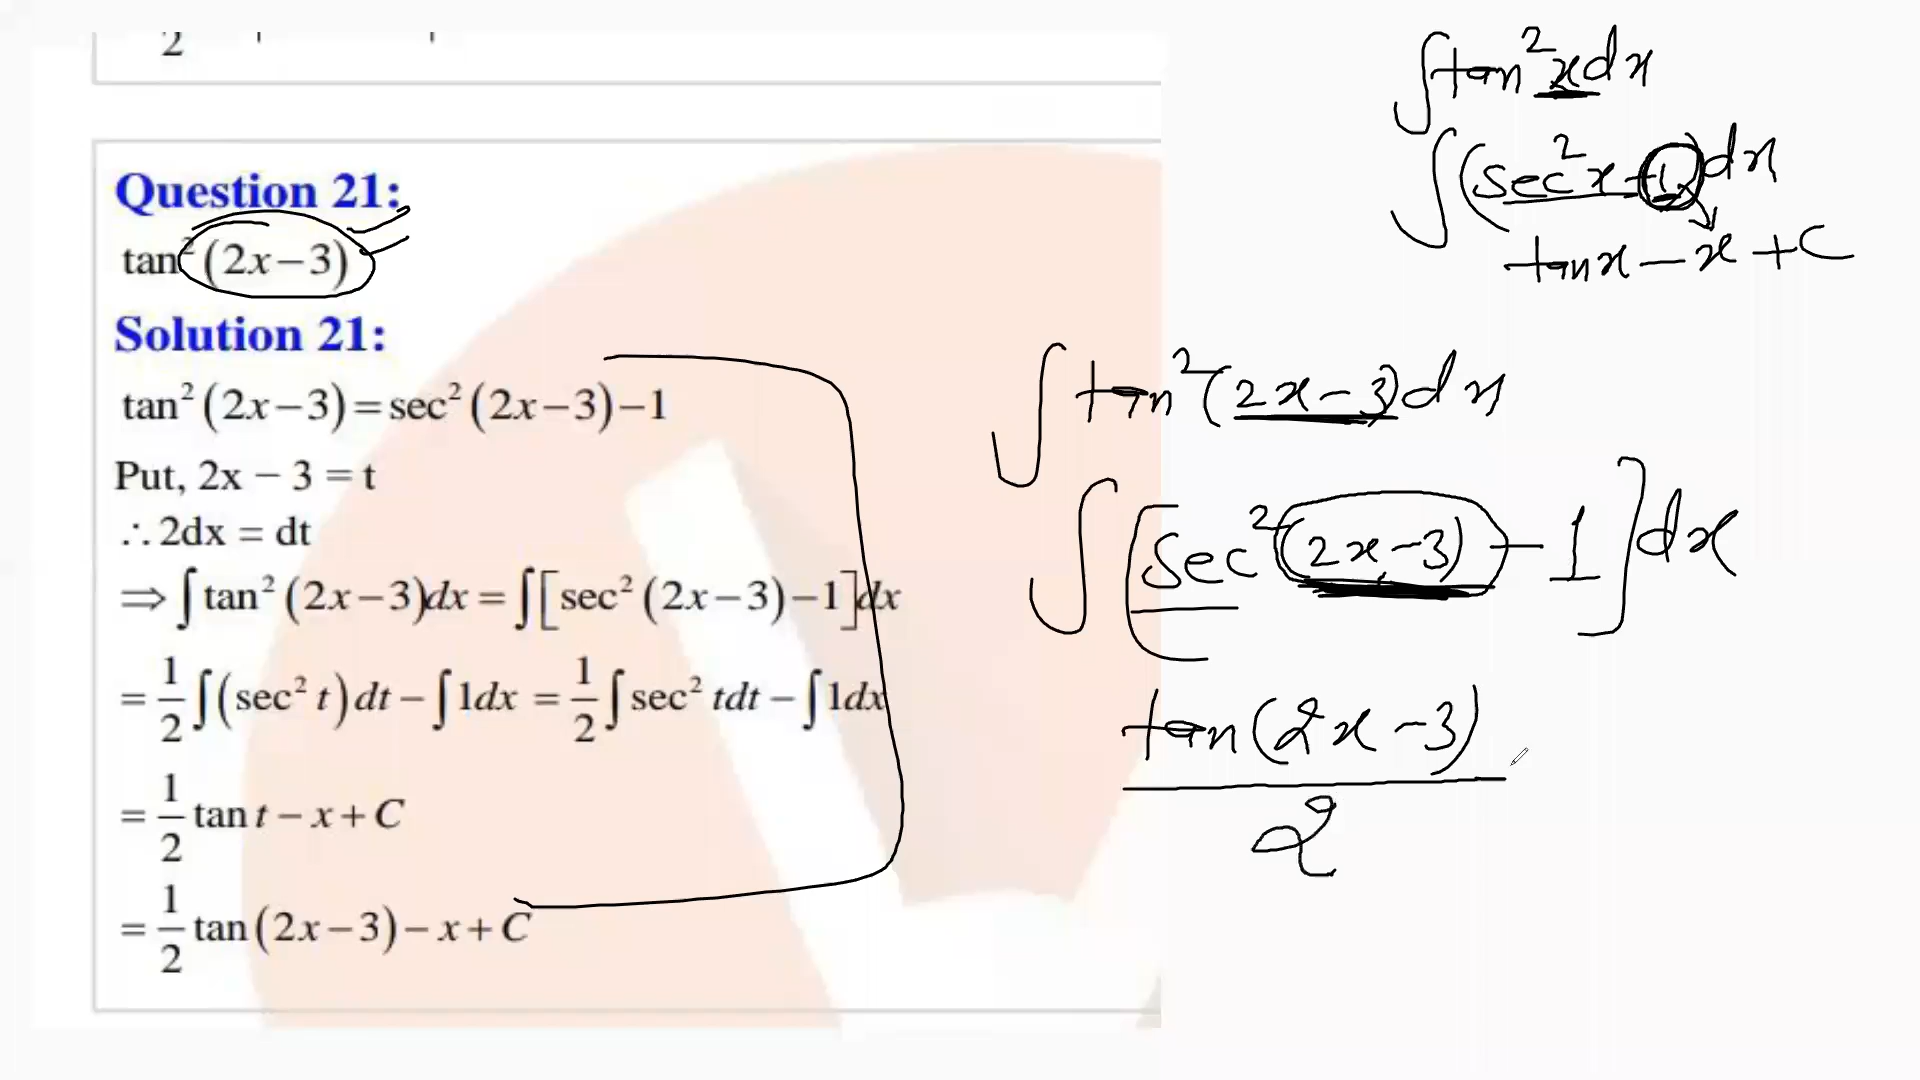 2
Question 21:
tan² (2x−3)
Solution 21:
tan² (2x−3) = sec² (2x−3) −1
Put, 2x − 3 = t
∴ 2dx = dt
⇒ ∫ tan² (2x−3)dx = ∫[sec² (2x−3)−1]dx
= 1/2 ∫(sec² t)dt − ∫1dx = 1/2 ∫ sec² tdt − ∫1dx
= 1/2 tan t − x + C
= 1/2 tan(2x−3) − x + C
∫tan²x dx
∫(sec²x − 1)dx
tanx − x + C
∫ tan²(2x−3)dx
∫[sec²(2x−3) − 1]dx
tan(2x−3)
2